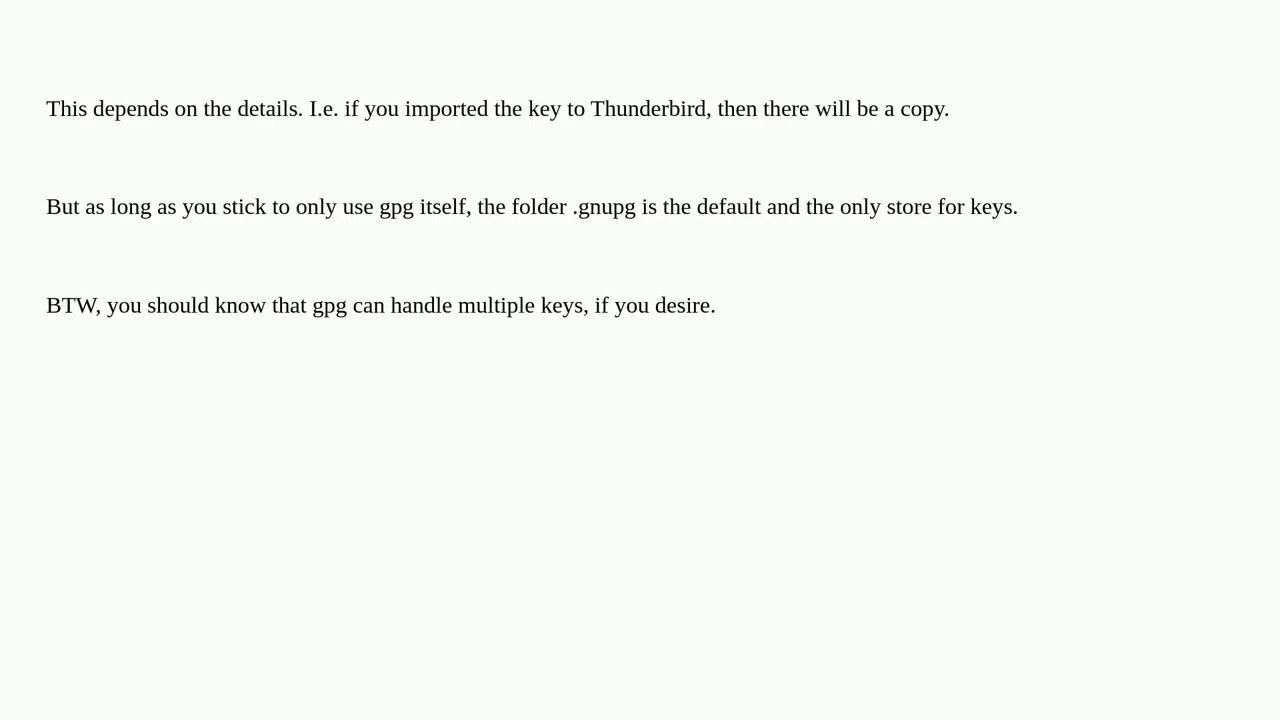 This depends on the details. I.e. if you imported the key to Thunderbird, then there will be a copy.
But as long as you stick to only use gpg itself, the folder .gnupg is the default and the only store for keys.
BTW, you should know that gpg can handle multiple keys, if you desire.